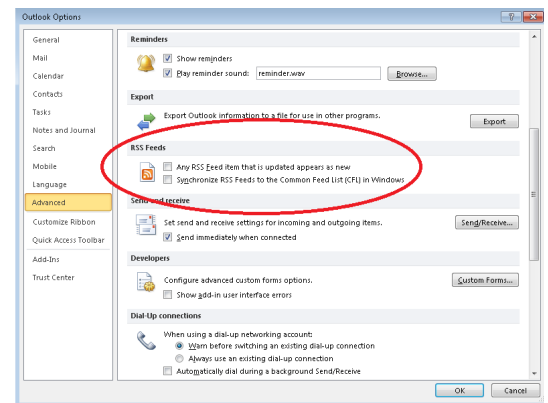 Outlook Options
General
Mail
Calendar
Contacts
Tasks
Notes and Journal
Search
Mobile
Language
Advanced
Customize Ribbon
Quick Access Toolbar
Add-Ins
Trust Center
Reminders
Show reminders
Play reminder sound: reminder.wav Browse...
Export
Export Outlook information to a file for use in other programs. Export
RSS Feeds
Any RSS Feed item that is updated appears as new
Synchronize RSS Feeds to the Common Feed List (CFL) in Windows
Send and receive
Set send and receive settings for incoming and outgoing items. Send/Receive...
Send immediately when connected
Developers
Configure advanced custom forms options. Custom Forms...
Show add-in user interface errors
Dial-Up connections
When using a dial-up networking account:
Warn before switching an existing dial-up connection
Always use an existing dial-up connection
Automatically dial during a background Send/Receive
OK Cancel